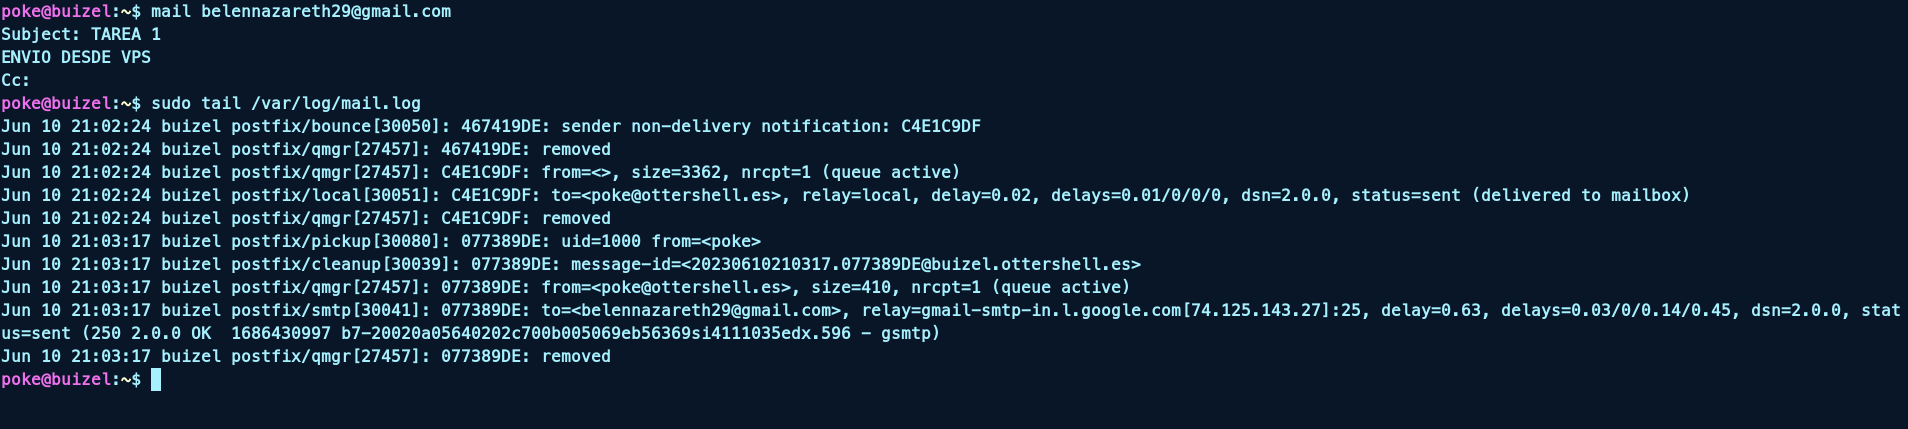 poke@buizel:~$ mail belennazareth29@gmail.com
Subject: TAREA 1
ENVIO DESDE VPS
Cc:
poke@buizel:~$ sudo tail /var/log/mail.log
Jun 10 21:02:24 buizel postfix/bounce[30050]: 467419DE: sender non-delivery notification: C4E1C9DF
Jun 10 21:02:24 buizel postfix/qmgr[27457]: 467419DE: removed
Jun 10 21:02:24 buizel postfix/qmgr[27457]: C4E1C9DF: from=<>, size=3362, nrcpt=1 (queue active)
Jun 10 21:02:24 buizel postfix/local[30051]: C4E1C9DF: to=<poke@ottershell.es>, relay=local, delay=0.02, delays=0.01/0/0/0, dsn=2.0.0, status=sent (delivered to mailbox)
Jun 10 21:02:24 buizel postfix/qmgr[27457]: C4E1C9DF: removed
Jun 10 21:03:17 buizel postfix/pickup[30080]: 077389DE: uid=1000 from=<poke>
Jun 10 21:03:17 buizel postfix/cleanup[30039]: 077389DE: message-id=<20230610210317.077389DE@buizel.ottershell.es>
Jun 10 21:03:17 buizel postfix/qmgr[27457]: 077389DE: from=<poke@ottershell.es>, size=410, nrcpt=1 (queue active)
Jun 10 21:03:17 buizel postfix/smtp[30041]: 077389DE: to=<belennazareth29@gmail.com>, relay=gmail-smtp-in.l.google.com[74.125.143.27]:25, delay=0.63, delays=0.03/0/0.14/0.45, dsn=2.0.0, stat
us=sent (250 2.0.0 OK  1686430997 b7-20020a05640202c700b005069eb56369si4111035edx.596 - gsmtp)
Jun 10 21:03:17 buizel postfix/qmgr[27457]: 077389DE: removed
poke@buizel:~$